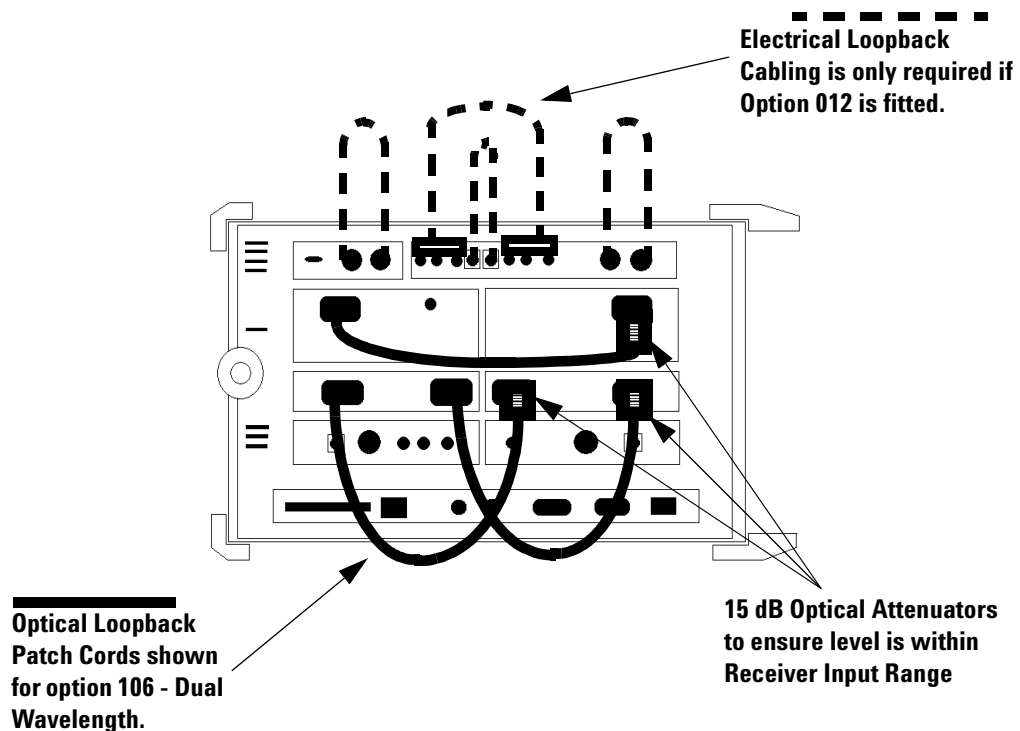 Electrical Loopback
Cabling is only required if
Option 012 is fitted.
Optical Loopback
Patch Cords shown
for option 106 - Dual
Wavelength.
15 dB Optical Attenuators
to ensure level is within
Receiver Input Range